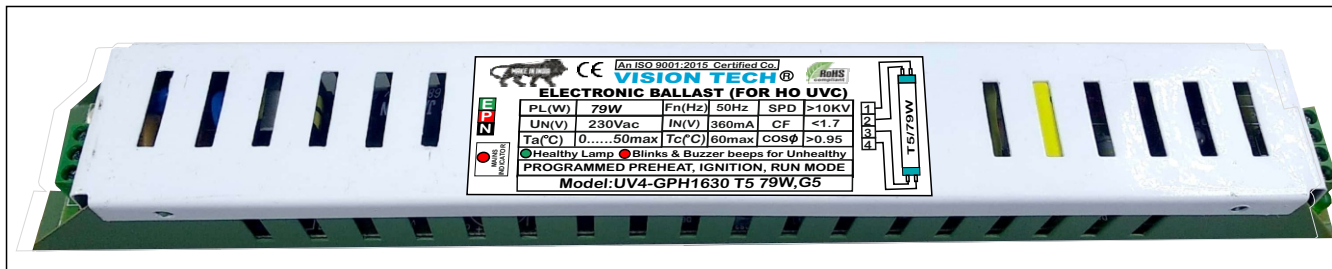 MAKE IN INDIA
CE
An ISO 9001:2015 Certified Co.
VISION TECH®
RoHS
compliant
ELECTRONIC BALLAST (FOR HO UVC)
E
P
N
MAINS
INDICATOR
PL(W) 79W Fn(Hz) 50Hz SPD >10KV
UN(V) 230Vac IN(V) 360mA CF <1.7
Ta(°C) 0......50max Tc(°C) 60max COSφ >0.95
Healthy Lamp Blinks & Buzzer beeps for Unhealthy
PROGRAMMED PREHEAT, IGNITION, RUN MODE
Model:UV4-GPH1630 T5 79W,G5
1
2
3
4
T5/79W